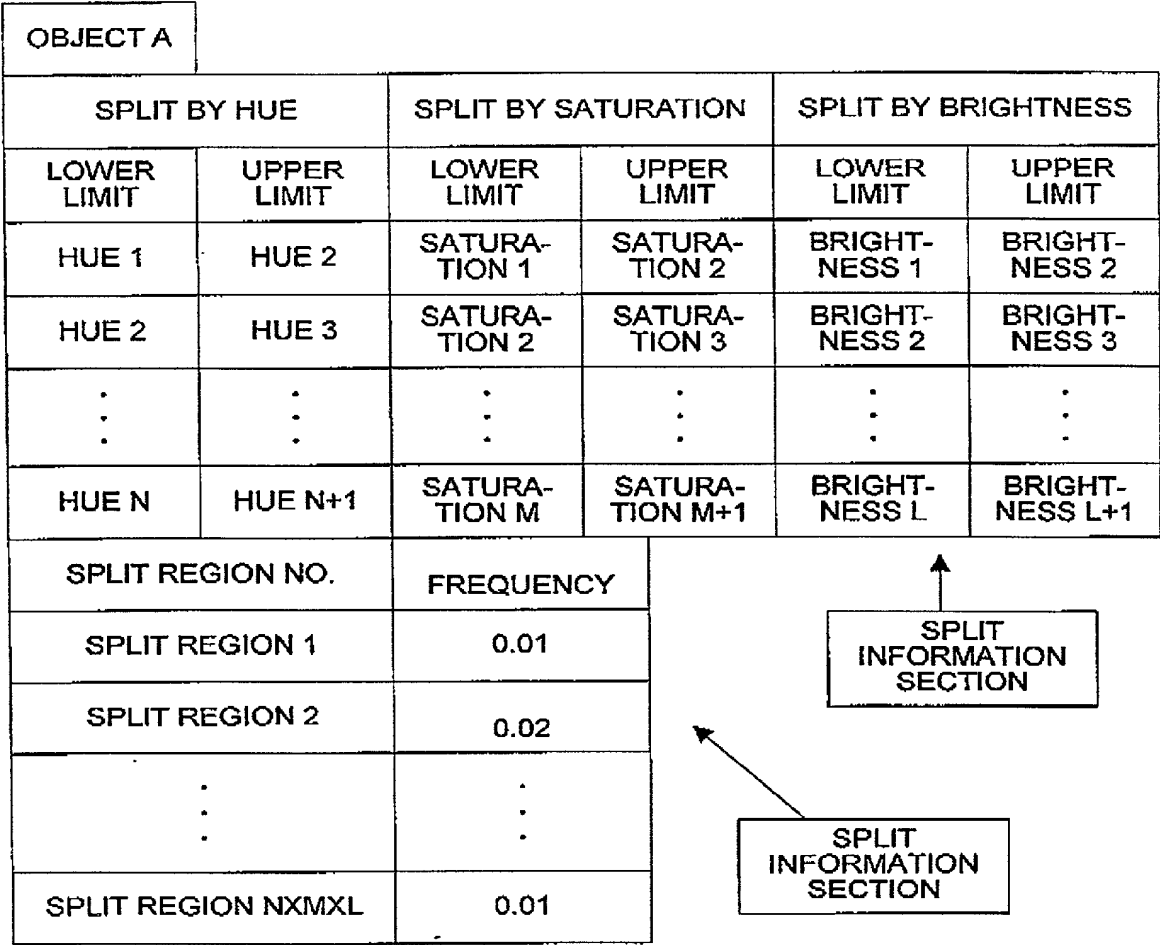 OBJECT A
SPLIT BY HUE SPLIT BY SATURATION SPLIT BY BRIGHTNESS
LOWER LIMIT UPPER LIMIT LOWER LIMIT UPPER LIMIT LOWER LIMIT UPPER LIMIT
HUE 1 HUE 2 SATURA-TION 1 SATURA-TION 2 BRIGHT-NESS 1 BRIGHT-NESS 2
HUE 2 HUE 3 SATURA-TION 2 SATURA-TION 3 BRIGHT-NESS 2 BRIGHT-NESS 3
HUE N HUE N+1 SATURA-TION M SATURA-TION M+1 BRIGHT-NESS L BRIGHT-NESS L+1
SPLIT REGION NO. FREQUENCY
SPLIT REGION 1 0.01
SPLIT REGION 2 0.02
SPLIT REGION NXMXL 0.01
SPLIT
INFORMATION
SECTION
SPLIT
INFORMATION
SECTION